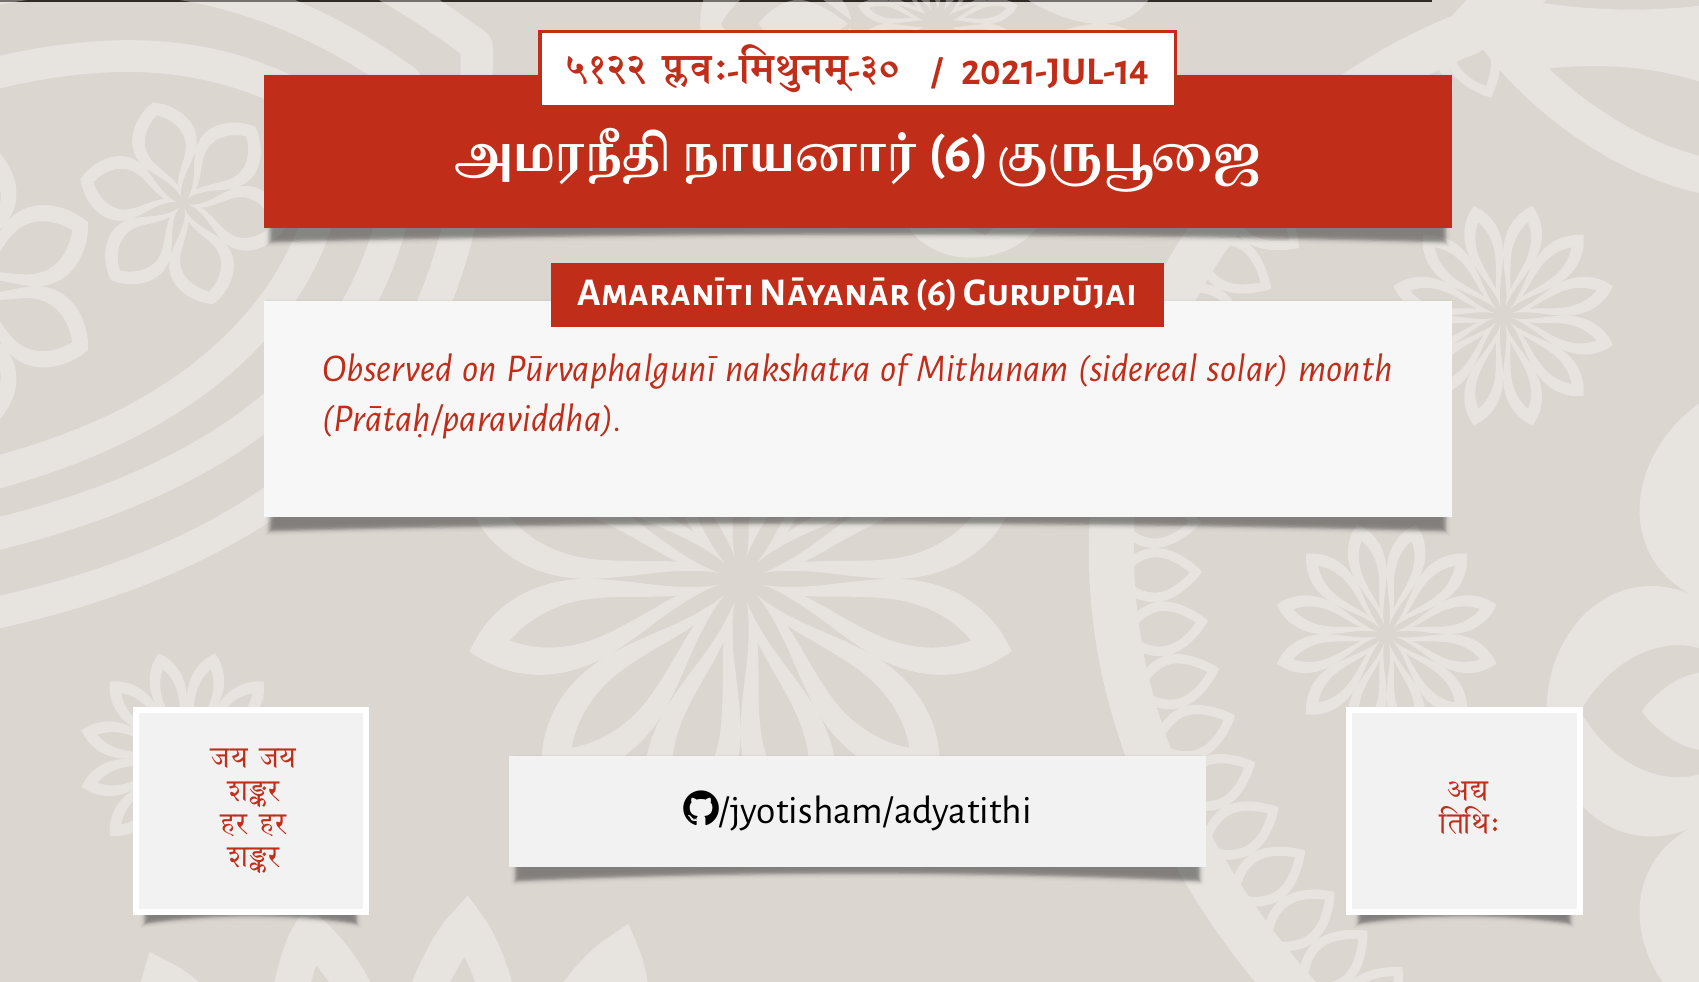 ५१२२ प्लवः-मिथुनम्-३० / 2021-JUL-14
அமரநீதி நாயனார் (6) குருபூஜை
Amaranīti Nāyanār (6) Gurupūjai
Observed on Pūrvaphalgunī nakshatra of Mithunam (sidereal solar) month
(Prātaḥ/paraviddha).
जय जय
शङ्कर
हर हर
शङ्कर
/jyotisham/adyatithi
अद्य
तिथिः